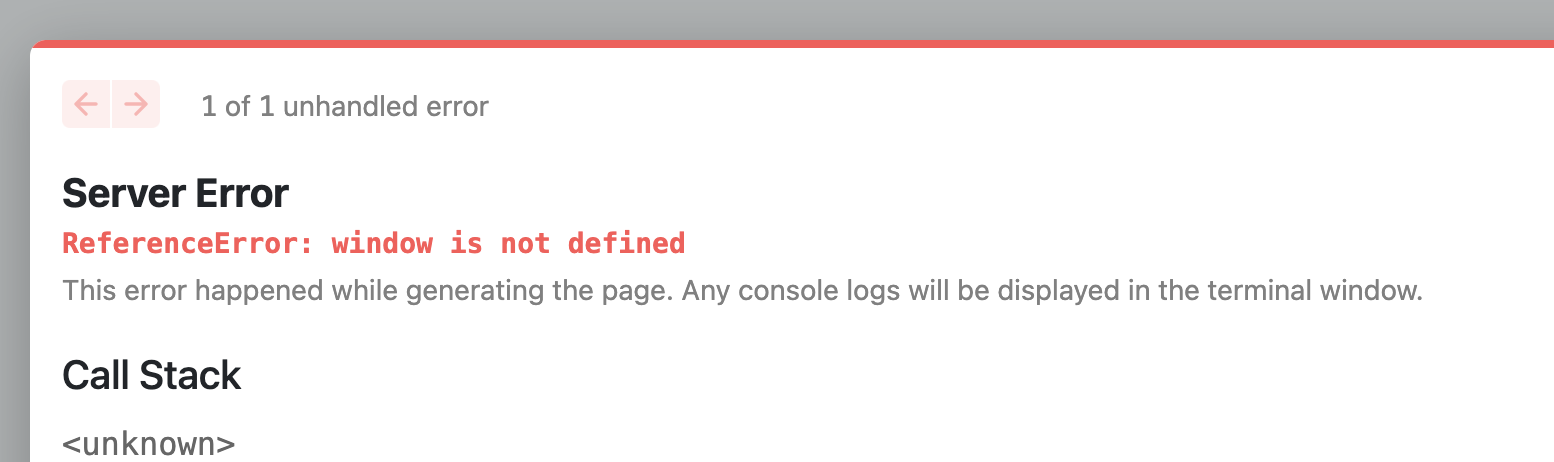 1 of 1 unhandled error
Server Error
ReferenceError: window is not defined
This error happened while generating the page. Any console logs will be displayed in the terminal window.
Call Stack
<unknown>